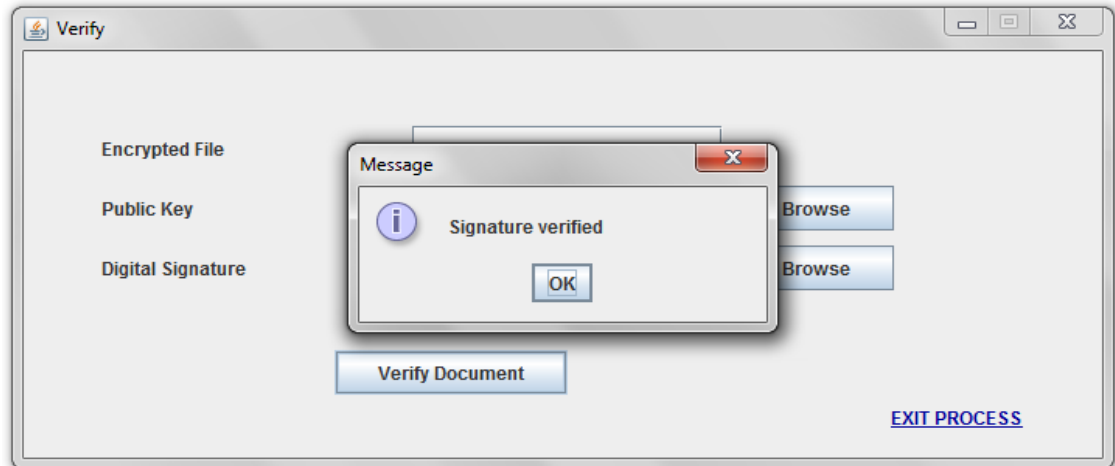 Verify
Encrypted File
Message
Public Key
Signature verified
Browse
Digital Signature
OK
Browse
Verify Document
EXIT PROCESS